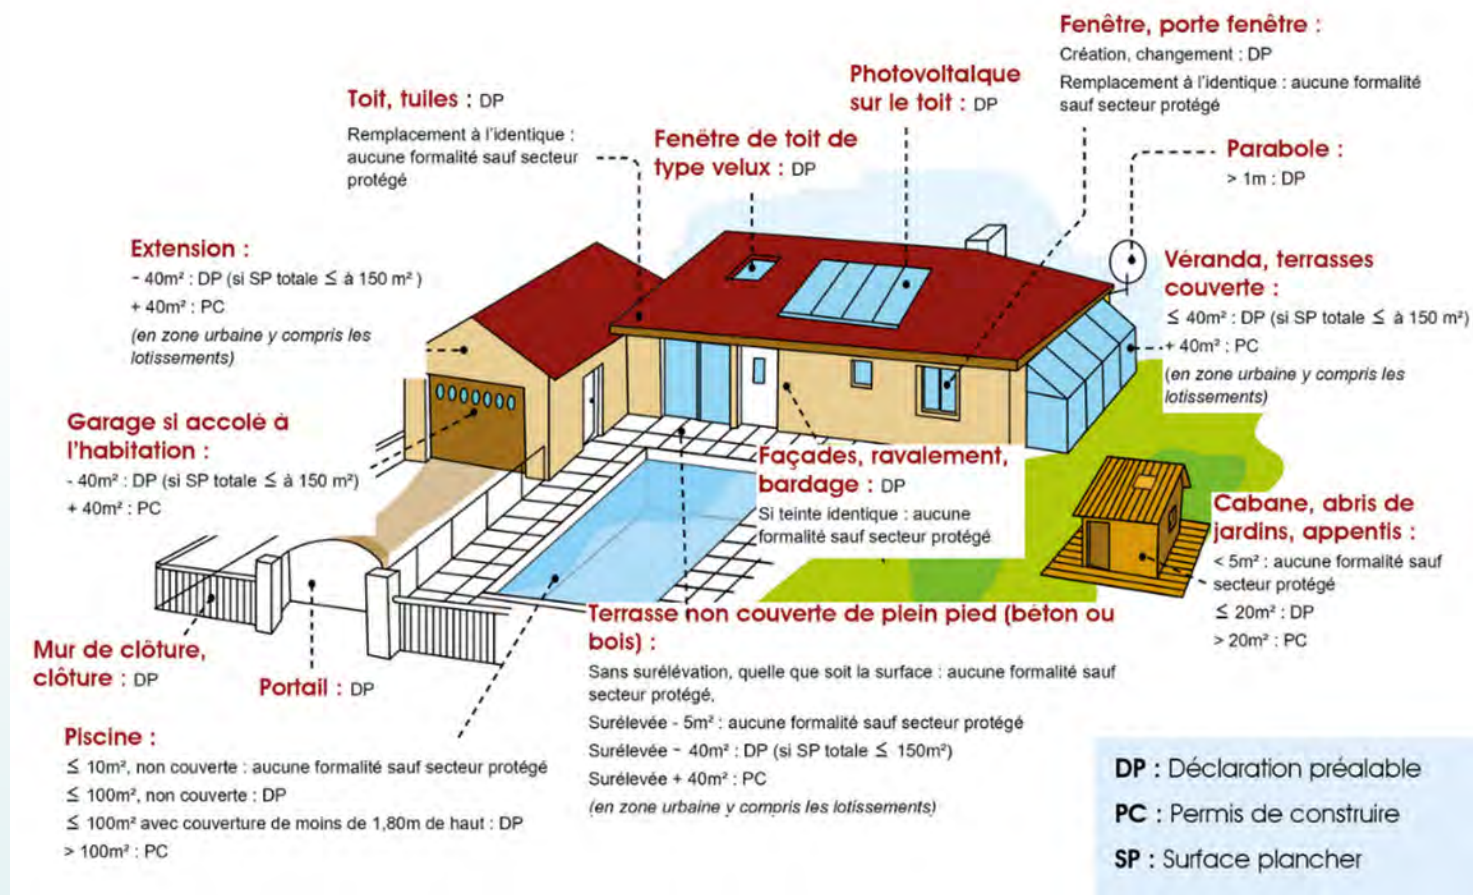 Fenêtre, porte fenêtre :
Création, changement : DP
Remplacement à l'identique : aucune formalité
sauf secteur protégé
Photovoltaïque
sur le toit : DP
Toit, tuiles : DP
Remplacement à l'identique :
aucune formalité sauf secteur
protégé
Fenêtre de toit de
type velux : DP
Parabole :
> 1m : DP
Extension :
- 40m² : DP (si SP totale ≤ à 150 m² )
+ 40m² : PC
(en zone urbaine y compris les
lotissements)
Véranda, terrasses
couverte :
≤ 40m² : DP (si SP totale ≤ à 150 m²)
+ 40m² : PC
(en zone urbaine y compris les
lotissements)
Garage si accolé à
l'habitation :
- 40m² : DP (si SP totale ≤ à 150 m²)
+ 40m² : PC
Façades, ravalement,
bardage : DP
Si teinte identique : aucune
formalité sauf secteur protégé
Cabane, abris de
jardins, appentis :
< 5m² : aucune formalité sauf
secteur protégé
≤ 20m² : DP
> 20m² : PC
Mur de clôture,
clôture : DP
Portail : DP
Terrasse non couverte de plein pied (béton ou
bois) :
Sans surélévation, quelle que soit la surface : aucune formalité sauf
secteur protégé,
Surélevée - 5m² : aucune formalité sauf secteur protégé
Surélevée - 40m² : DP (si SP totale ≤ 150m²)
Surélevée + 40m² : PC
(en zone urbaine y compris les lotissements)
Piscine :
≤ 10m², non couverte : aucune formalité sauf secteur protégé
≤ 100m², non couverte : DP
≤ 100m² avec couverture de moins de 1,80m de haut : DP
> 100m² : PC
DP : Déclaration préalable
PC : Permis de construire
SP : Surface plancher